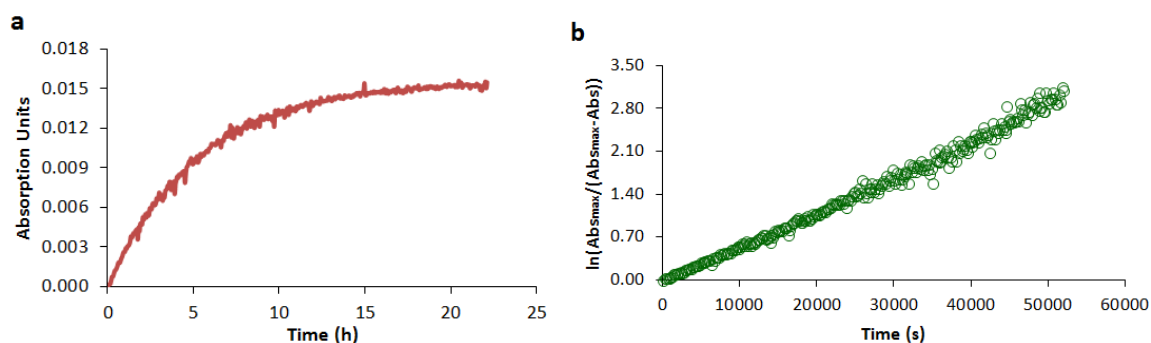 a
0.018
0.015
0.012
0.009
0.006
0.003
0.000
Absorption Units
0 5 10 15 20 25
Time (h)
b
3.50
2.80
2.10
1.40
0.70
0.00
ln(Absmax/(Absmax-Abs))
0 10000 20000 30000 40000 50000 60000
Time (s)